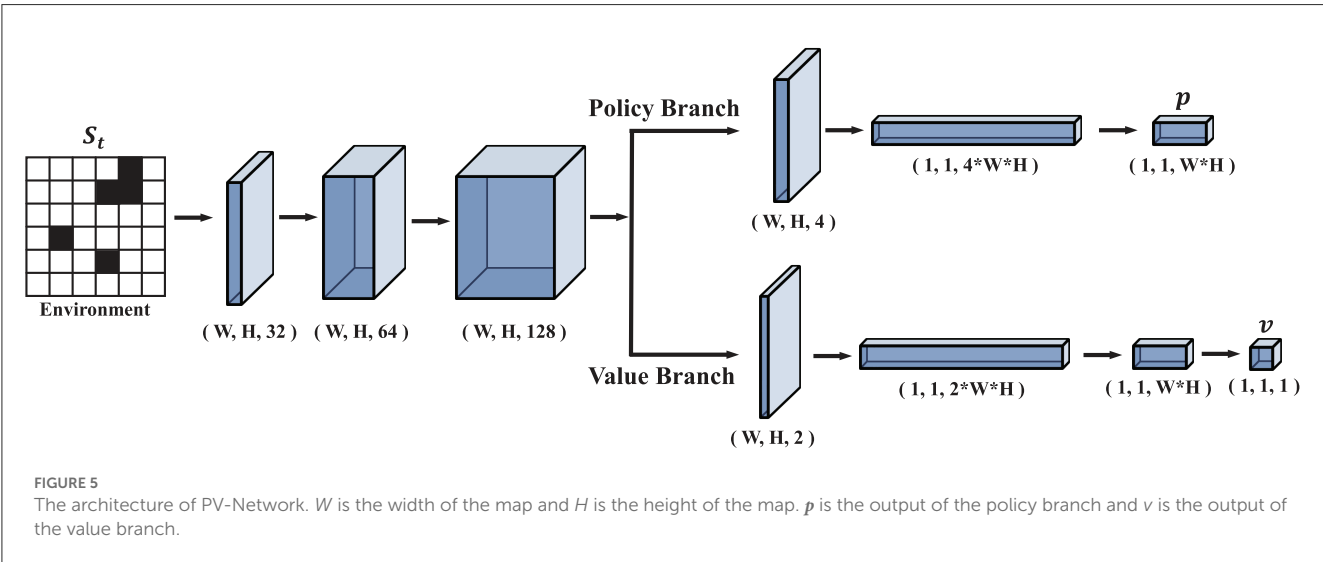 S_t
Environment
( W, H, 32 )
( W, H, 64 )
( W, H, 128 )
Policy Branch
( W, H, 4 )
( 1, 1, 4*W*H )
p
( 1, 1, W*H )
Value Branch
( W, H, 2 )
( 1, 1, 2*W*H )
( 1, 1, W*H )
v
( 1, 1, 1 )
FIGURE 5
The architecture of PV-Network. W is the width of the map and H is the height of the map. p is the output of the policy branch and v is the output of
the value branch.